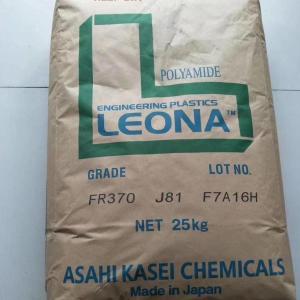 POLYAMIDE
ENGINEERING PLASTICS
LEONA™
GRADE LOT NO.
FR370 J81 F7A16H
NET 25kg
ASAHI KASEI CHEMICALS
Made in Japan